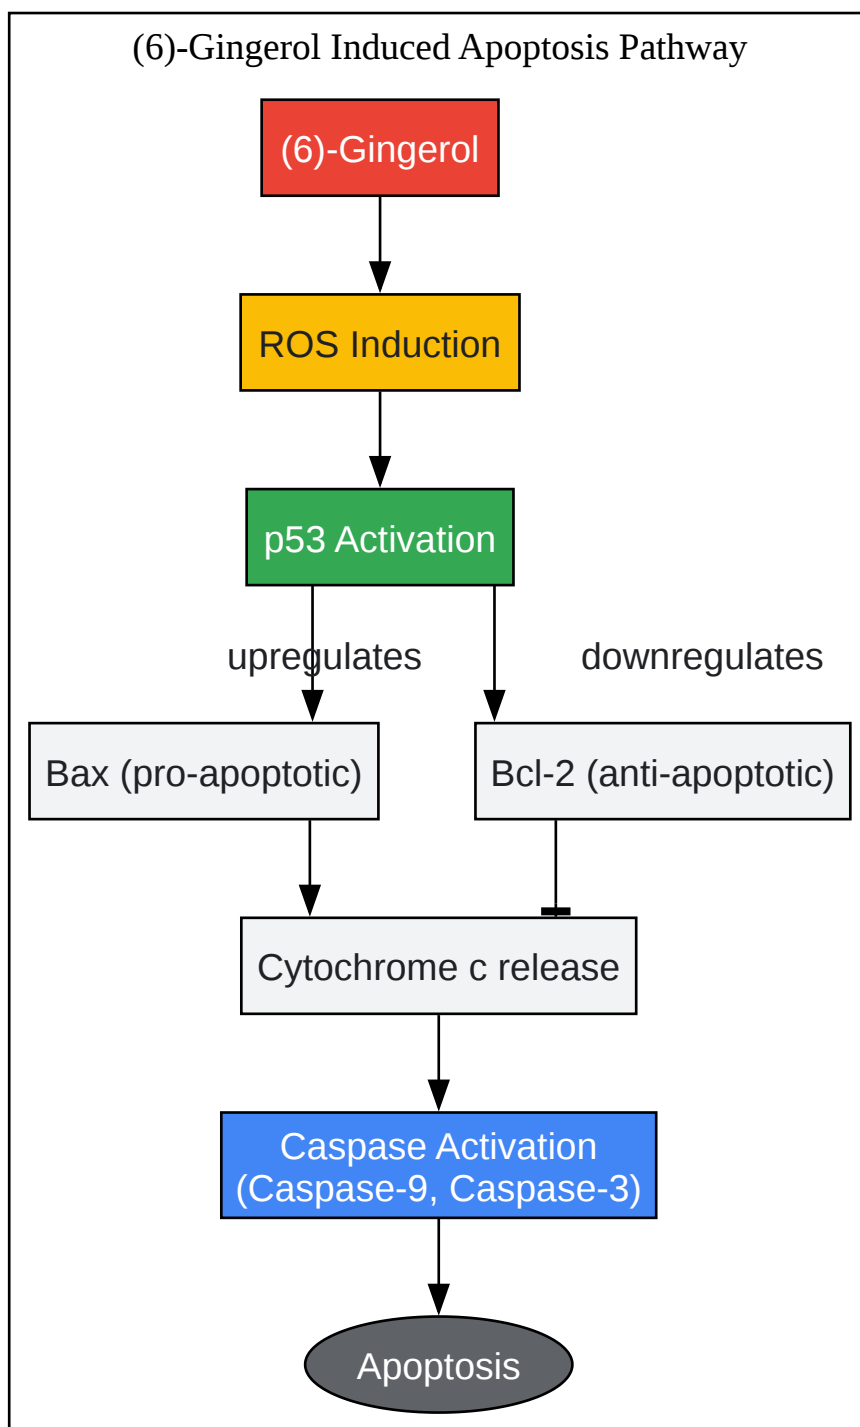 (6)-Gingerol Induced Apoptosis Pathway
(6)-Gingerol
ROS Induction
p53 Activation
upregulates
downregulates
Bax (pro-apoptotic)
Bcl-2 (anti-apoptotic)
Cytochrome c release
Caspase Activation
(Caspase-9, Caspase-3)
Apoptosis